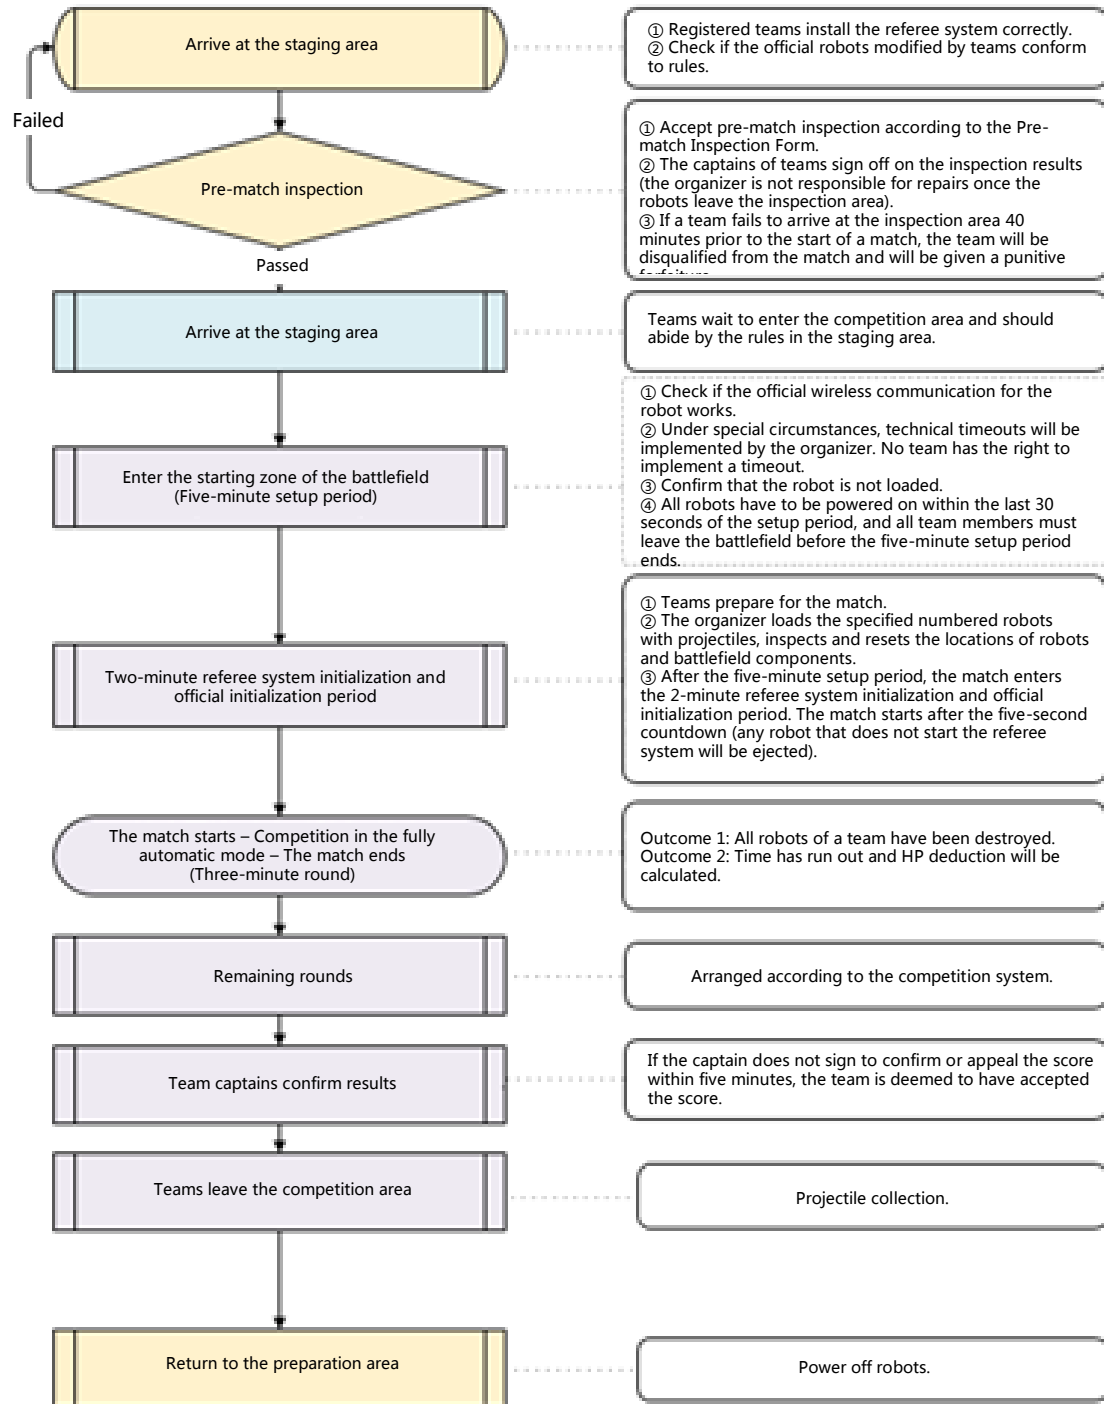 Arrive at the staging area
① Registered teams install the referee system correctly.
② Check if the official robots modified by teams conform
to rules.
Failed
Pre-match inspection
① Accept pre-match inspection according to the Pre-
match Inspection Form.
② The captains of teams sign off on the inspection results
(the organizer is not responsible for repairs once the
robots leave the inspection area).
③ If a team fails to arrive at the inspection area 40
minutes prior to the start of a match, the team will be
disqualified from the match and will be given a punitive
Passed
Arrive at the staging area
Teams wait to enter the competition area and should
abide by the rules in the staging area.
Enter the starting zone of the battlefield
(Five-minute setup period)
① Check if the official wireless communication for the
robot works.
② Under special circumstances, technical timeouts will be
implemented by the organizer. No team has the right to
implement a timeout.
③ Confirm that the robot is not loaded.
④ All robots have to be powered on within the last 30
seconds of the setup period, and all team members must
leave the battlefield before the five-minute setup period
ends.
Two-minute referee system initialization and
official initialization period
① Teams prepare for the match.
② The organizer loads the specified numbered robots
with projectiles, inspects and resets the locations of robots
and battlefield components.
③ After the five-minute setup period, the match enters
the 2-minute referee system initialization and official
initialization period. The match starts after the five-second
countdown (any robot that does not start the referee
system will be ejected).
The match starts – Competition in the fully
automatic mode – The match ends
(Three-minute round)
Outcome 1: All robots of a team have been destroyed.
Outcome 2: Time has run out and HP deduction will be
calculated.
Remaining rounds
Arranged according to the competition system.
Team captains confirm results
If the captain does not sign to confirm or appeal the score
within five minutes, the team is deemed to have accepted
the score.
Teams leave the competition area
Projectile collection.
Return to the preparation area
Power off robots.